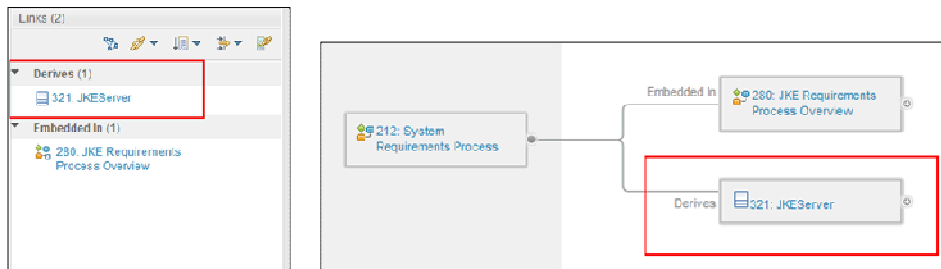 Links (2)
Derives (1)
321: JKEServer
Embedded In (1)
280: JKE Requirements
Process Overview
212: System
Requirements Process
Embedded In
280: JKE Requirements
Process Overview
Derives
321: JKEServer